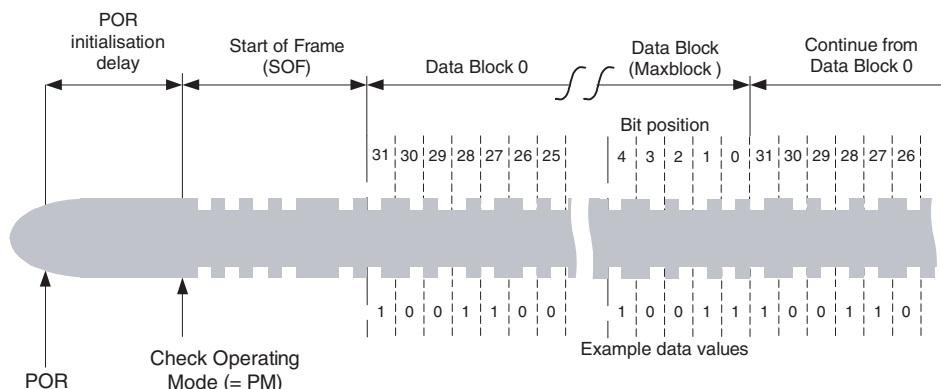 POR
initialisation
delay
Start of Frame
(SOF)
Data Block 0
Data Block
(Maxblock )
Continue from
Data Block 0
Bit position
31 30 29 28 27 26 25 4 3 2 1 0 31 30 29 28 27 26
1 0 0 1 1 0 0 1 0 0 1 1 1 0 0 1 1 0
Example data values
POR
Check Operating
Mode (= PM)